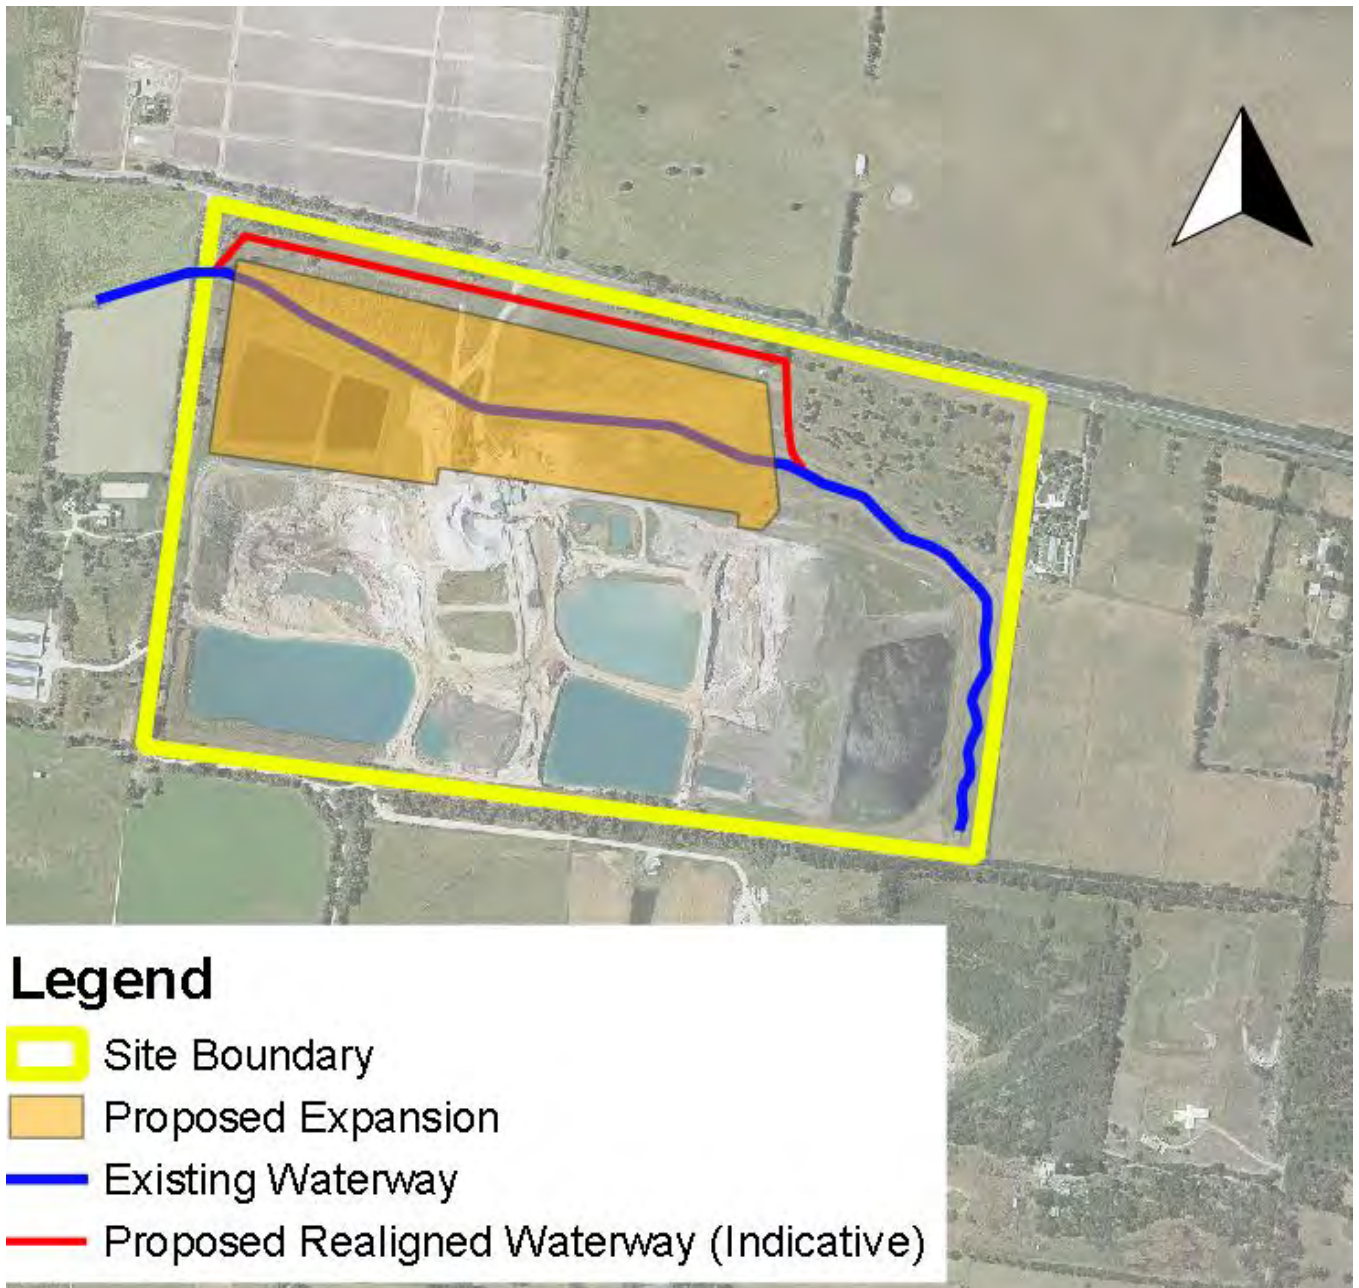 Legend
Site Boundary
Proposed Expansion
Existing Waterway
Proposed Realigned Waterway (Indicative)